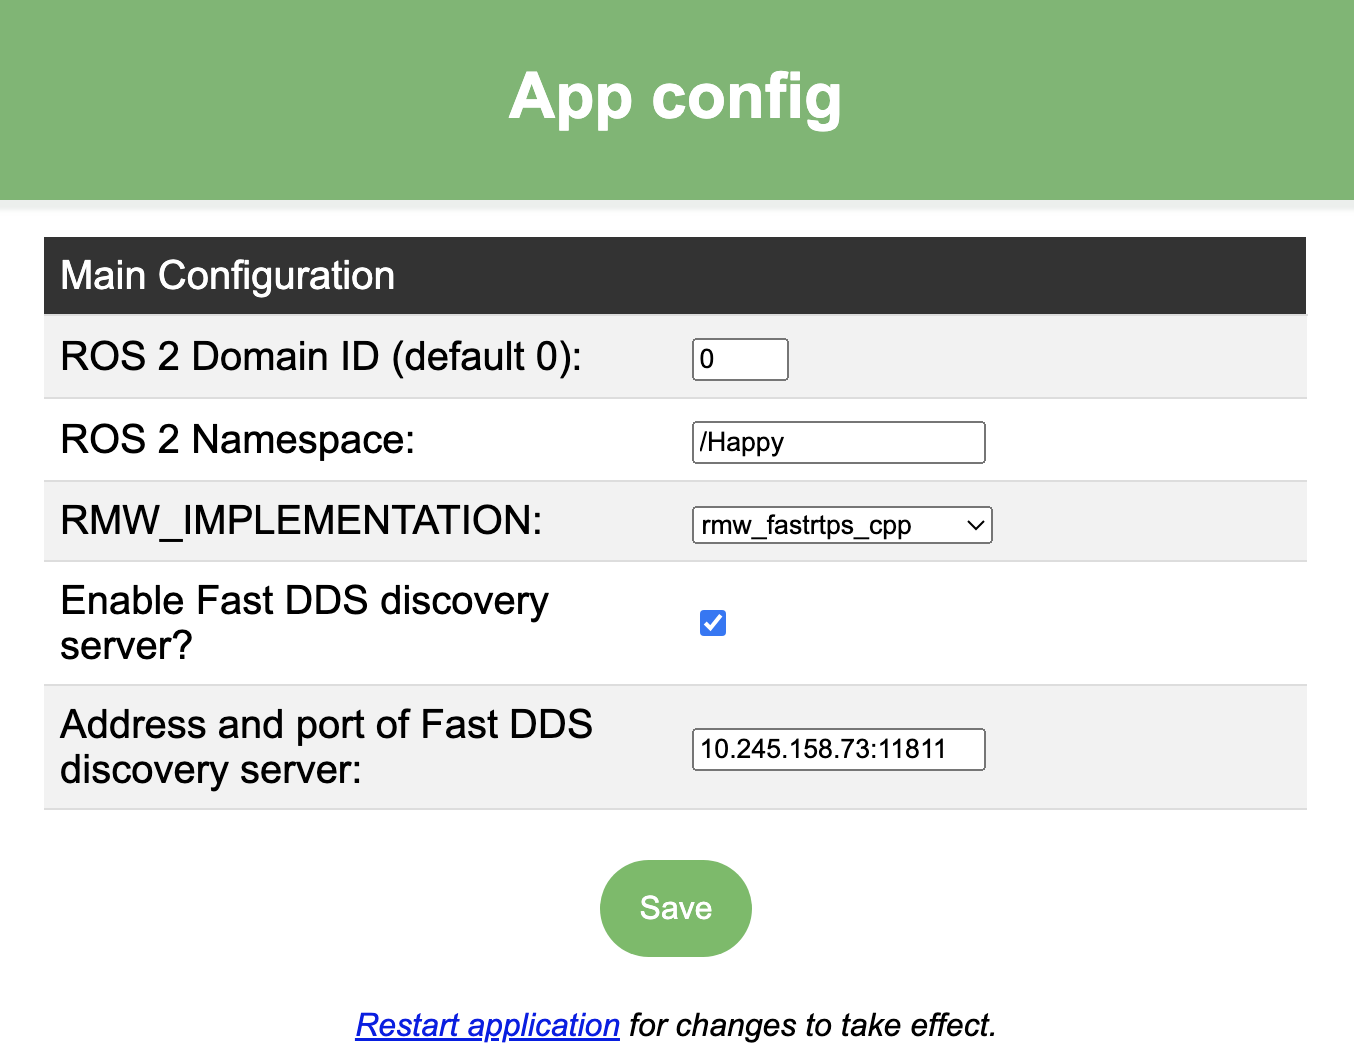 App config
Main Configuration
ROS 2 Domain ID (default 0): 0
ROS 2 Namespace: /Happy
RMW_IMPLEMENTATION: rmw_fastrtps_cpp
Enable Fast DDS discovery
server?
Address and port of Fast DDS
discovery server: 10.245.158.73:11811
Save
Restart application for changes to take effect.